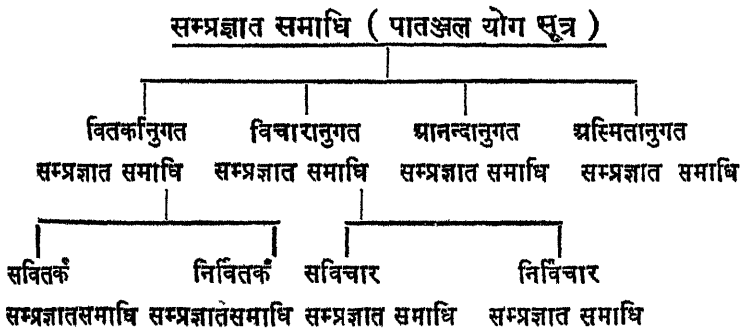 सम्प्रज्ञात समाधि ( पातञ्जल योग सूत्र )
वितर्कानुगत विचारानुगत आनन्दानुगत अस्मितानुगत
सम्प्रज्ञात समाधि सम्प्रज्ञात समाधि सम्प्रज्ञात समाधि सम्प्रज्ञात समाधि
सवितर्क निर्वितर्क सविचार निर्विचार
सम्प्रज्ञातसमाधि सम्प्रज्ञातसमाधि सम्प्रज्ञात समाधि सम्प्रज्ञात समाधि